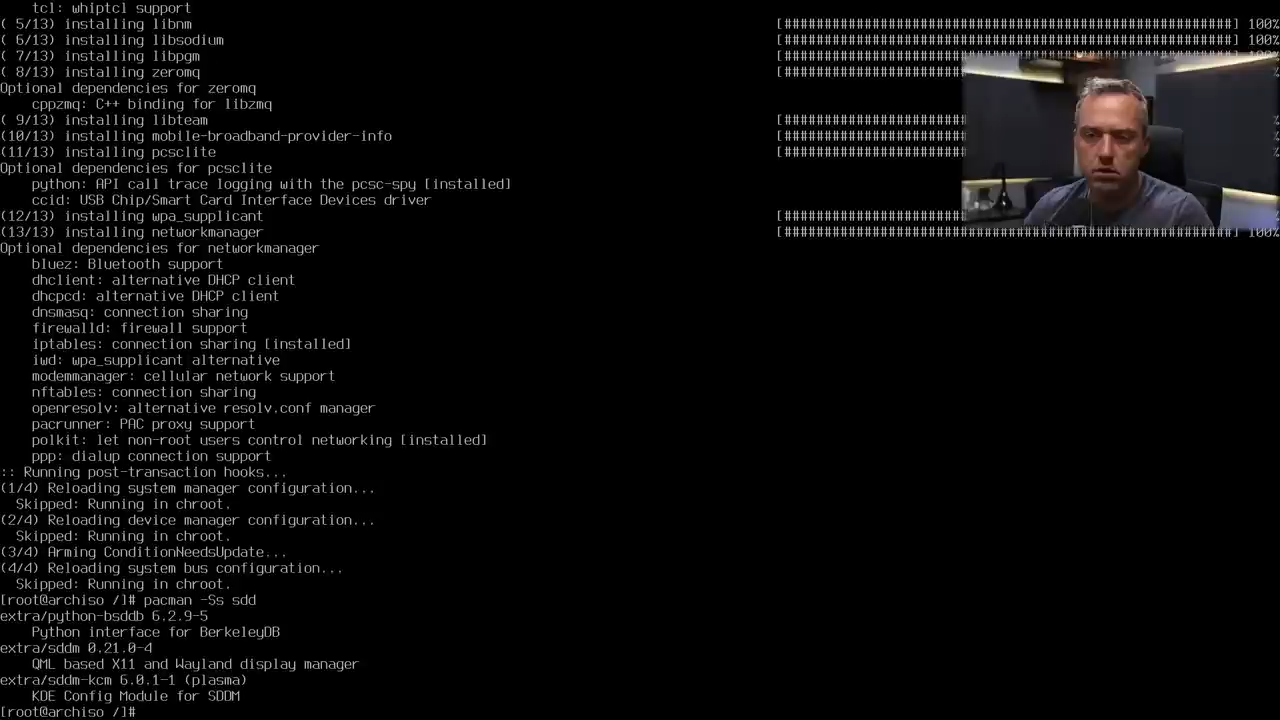 tcl: whiptcl support
( 5/13) installing libnm [########################################################] 100%
( 6/13) installing libsodium [########################################################] 100%
( 7/13) installing libpgm
( 8/13) installing zeromq
Optional dependencies for zeromq
    cppzmq: C++ binding for libzmq
( 9/13) installing libteam
(10/13) installing mobile-broadband-provider-info
(11/13) installing pcsclite
Optional dependencies for pcsclite
    python: API call trace logging with the pcsc-spy [installed]
    ccid: USB Chip/Smart Card Interface Devices driver
(12/13) installing wpa_supplicant
(13/13) installing networkmanager [########################################################] 100%
Optional dependencies for networkmanager
    bluez: Bluetooth support
    dhclient: alternative DHCP client
    dhcpcd: alternative DHCP client
    dnsmasq: connection sharing
    firewalld: firewall support
    iptables: connection sharing [installed]
    iwd: wpa_supplicant alternative
    modemmanager: cellular network support
    nftables: connection sharing
    openresolv: alternative resolv.conf manager
    pacrunner: PAC proxy support
    polkit: let non-root users control networking [installed]
    ppp: dialup connection support
:: Running post-transaction hooks...
(1/4) Reloading system manager configuration...
  Skipped: Running in chroot.
(2/4) Reloading device manager configuration...
  Skipped: Running in chroot.
(3/4) Arming ConditionNeedsUpdate...
(4/4) Reloading system bus configuration...
  Skipped: Running in chroot.
[root@archiso /]# pacman -Ss sdd
extra/python-bsddb 6.2.9-5
    Python interface for BerkeleyDB
extra/sddm 0.21.0-4
    QML based X11 and Wayland display manager
extra/sddm-kcm 6.0.1-1 (plasma)
    KDE Config Module for SDDM
[root@archiso /]#